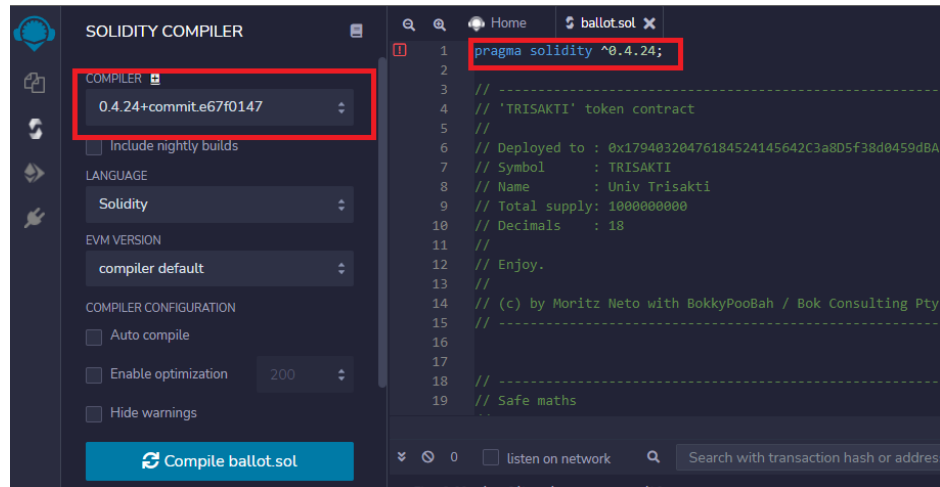 SOLIDITY COMPILER
COMPILER
0.4.24+commit.e67f0147
Include nightly builds
LANGUAGE
Solidity
EVM VERSION
compiler default
COMPILER CONFIGURATION
Auto compile
Enable optimization 200
Hide warnings
Compile ballot.sol
Home ballot.sol
1 pragma solidity ^0.4.24;
2
3 // ----------------------------------------------------------
4 // 'TRISAKTI' token contract
5 //
6 // Deployed to : 0x17940320476184524145642C3a8D5f38d0459dBA
7 // Symbol : TRISAKTI
8 // Name : Univ Trisakti
9 // Total supply: 1000000000
10 // Decimals : 18
11 //
12 // Enjoy.
13 //
14 // (c) by Moritz Neto with BokkyPooBah / Bok Consulting Pty
15 // ----------------------------------------------------------
16
17
18 // ----------------------------------------------------------
19 // Safe maths
0 listen on network Search with transaction hash or addres